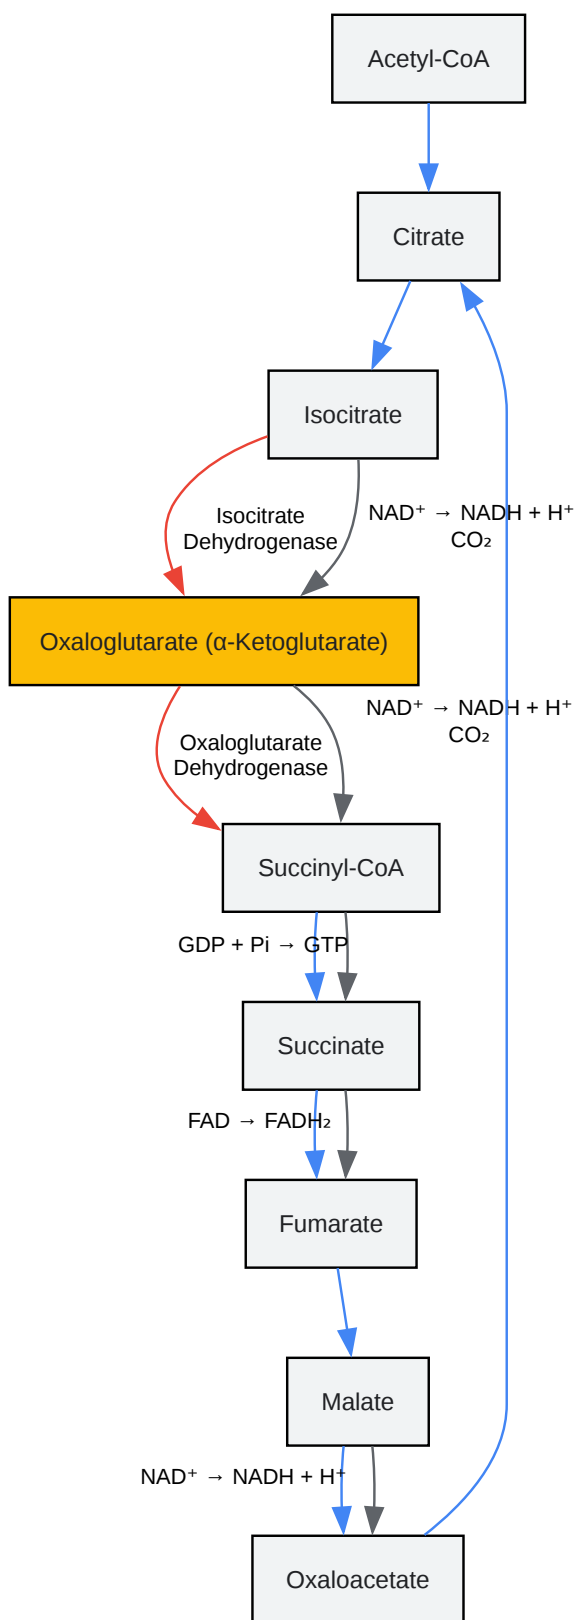 Acetyl-CoA
Citrate
Isocitrate
Isocitrate
Dehydrogenase
NAD⁺ → NADH + H⁺
CO₂
Oxaloglutarate (α-Ketoglutarate)
NAD⁺ → NADH + H⁺
CO₂
Oxaloglutarate
Dehydrogenase
Succinyl-CoA
GDP + Pi → GTP
Succinate
FAD → FADH₂
Fumarate
Malate
NAD⁺ → NADH + H⁺
Oxaloacetate